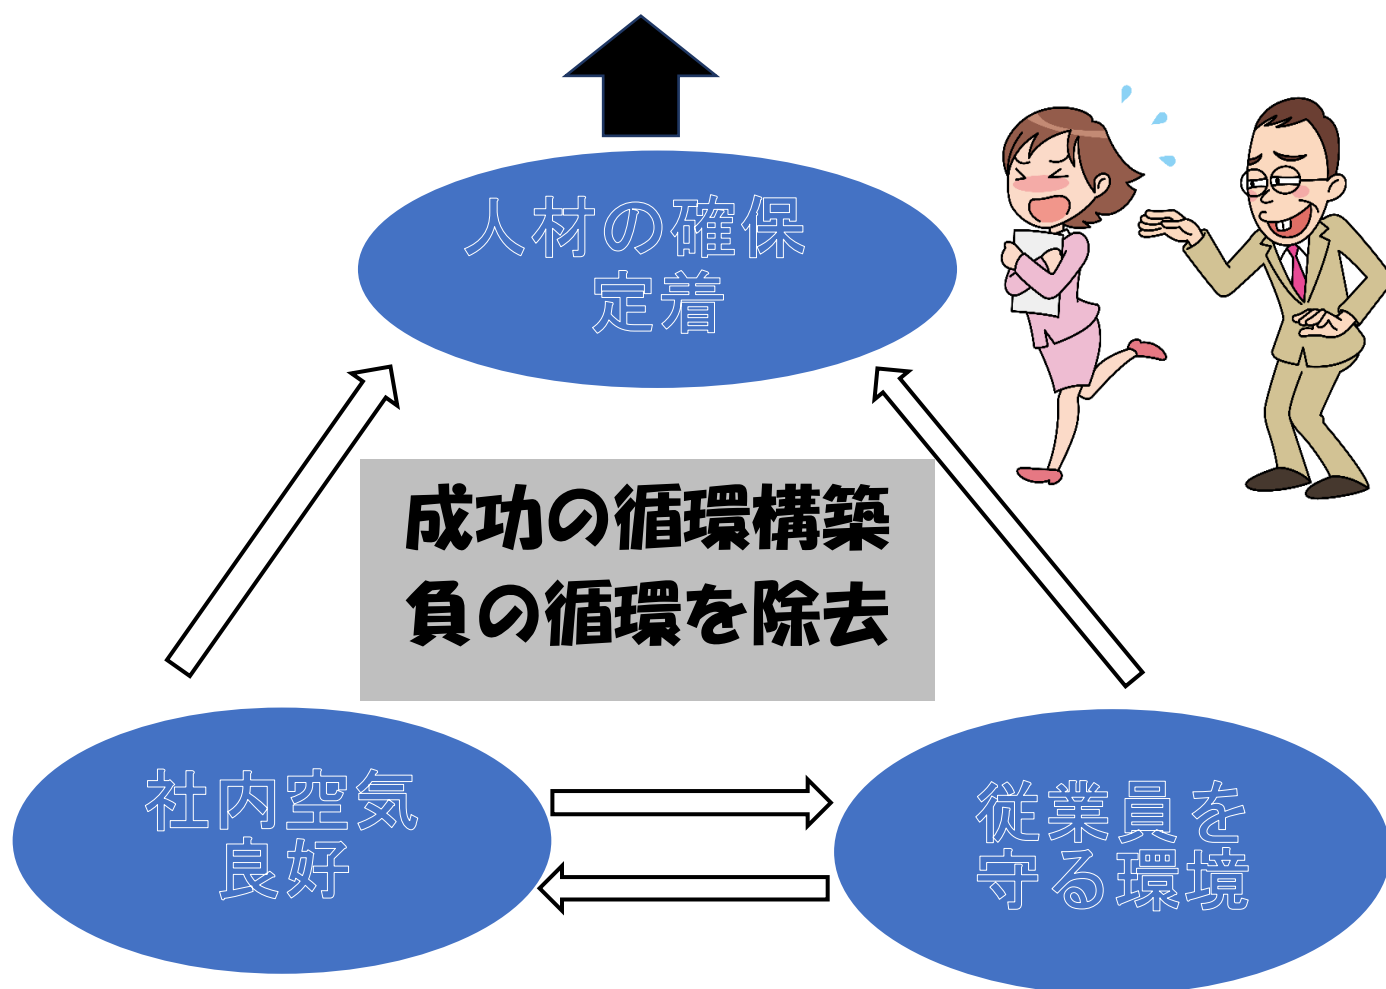 人材の確保
定着
成功の循環構築
負の循環を除去
社内空気
良好
従業員を
守る環境